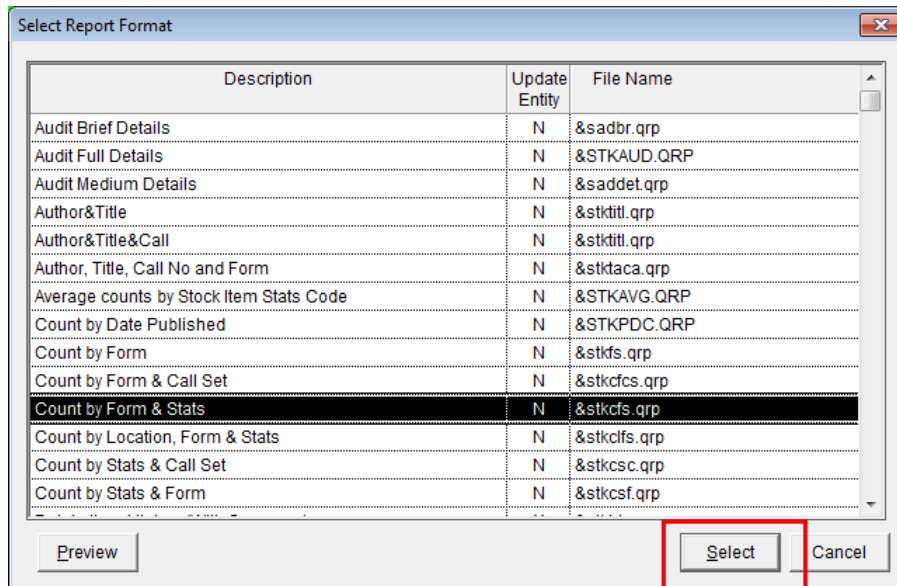 Select Report Format
Description Update Entity File Name
Audit Brief Details N &sadbr.qrp
Audit Full Details N &STKAUD.QRP
Audit Medium Details N &saddet.qrp
Author&Title N &stktitl.qrp
Author&Title&Call N &stktitl.qrp
Author, Title, Call No and Form N &stktaca.qrp
Average counts by Stock Item Stats Code N &STKAVG.QRP
Count by Date Published N &STKPDC.QRP
Count by Form N &stkfs.qrp
Count by Form & Call Set N &stkcfcs.qrp
Count by Form & Stats N &stkcfs.qrp
Count by Location, Form & Stats N &stkclfs.qrp
Count by Stats & Call Set N &stkcsc.qrp
Count by Stats & Form N &stkcsf.qrp
Preview Select Cancel